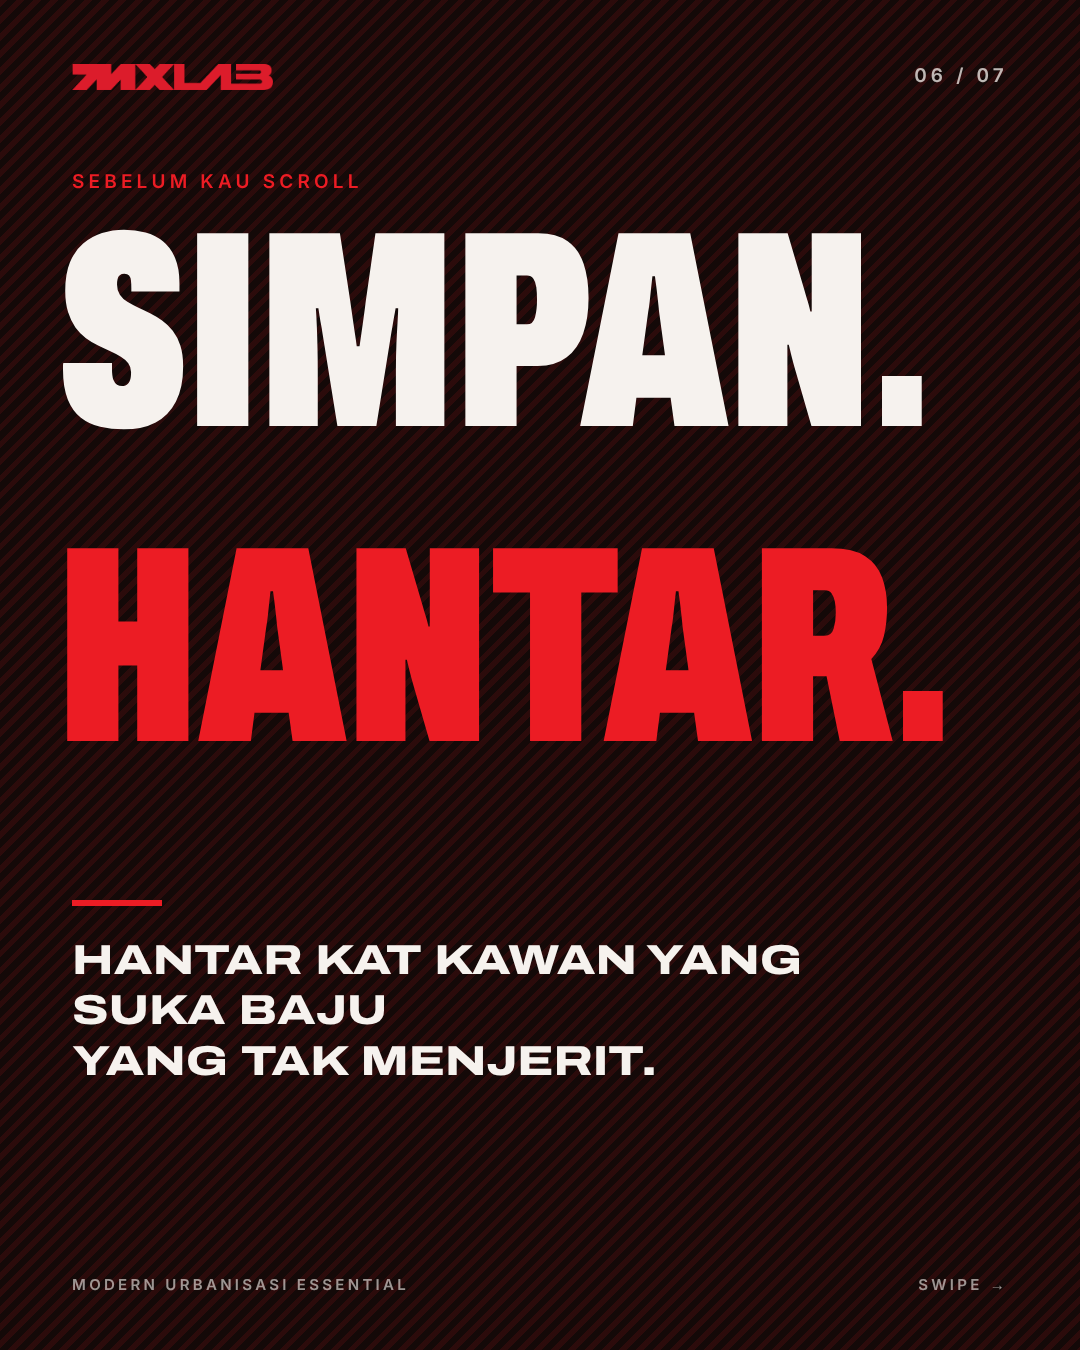 7MXLAB
06 / 07
SEBELUM KAU SCROLL
SIMPAN.
HANTAR.
HANTAR KAT KAWAN YANG
SUKA BAJU
YANG TAK MENJERIT.
MODERN URBANISASI ESSENTIAL
SWIPE →